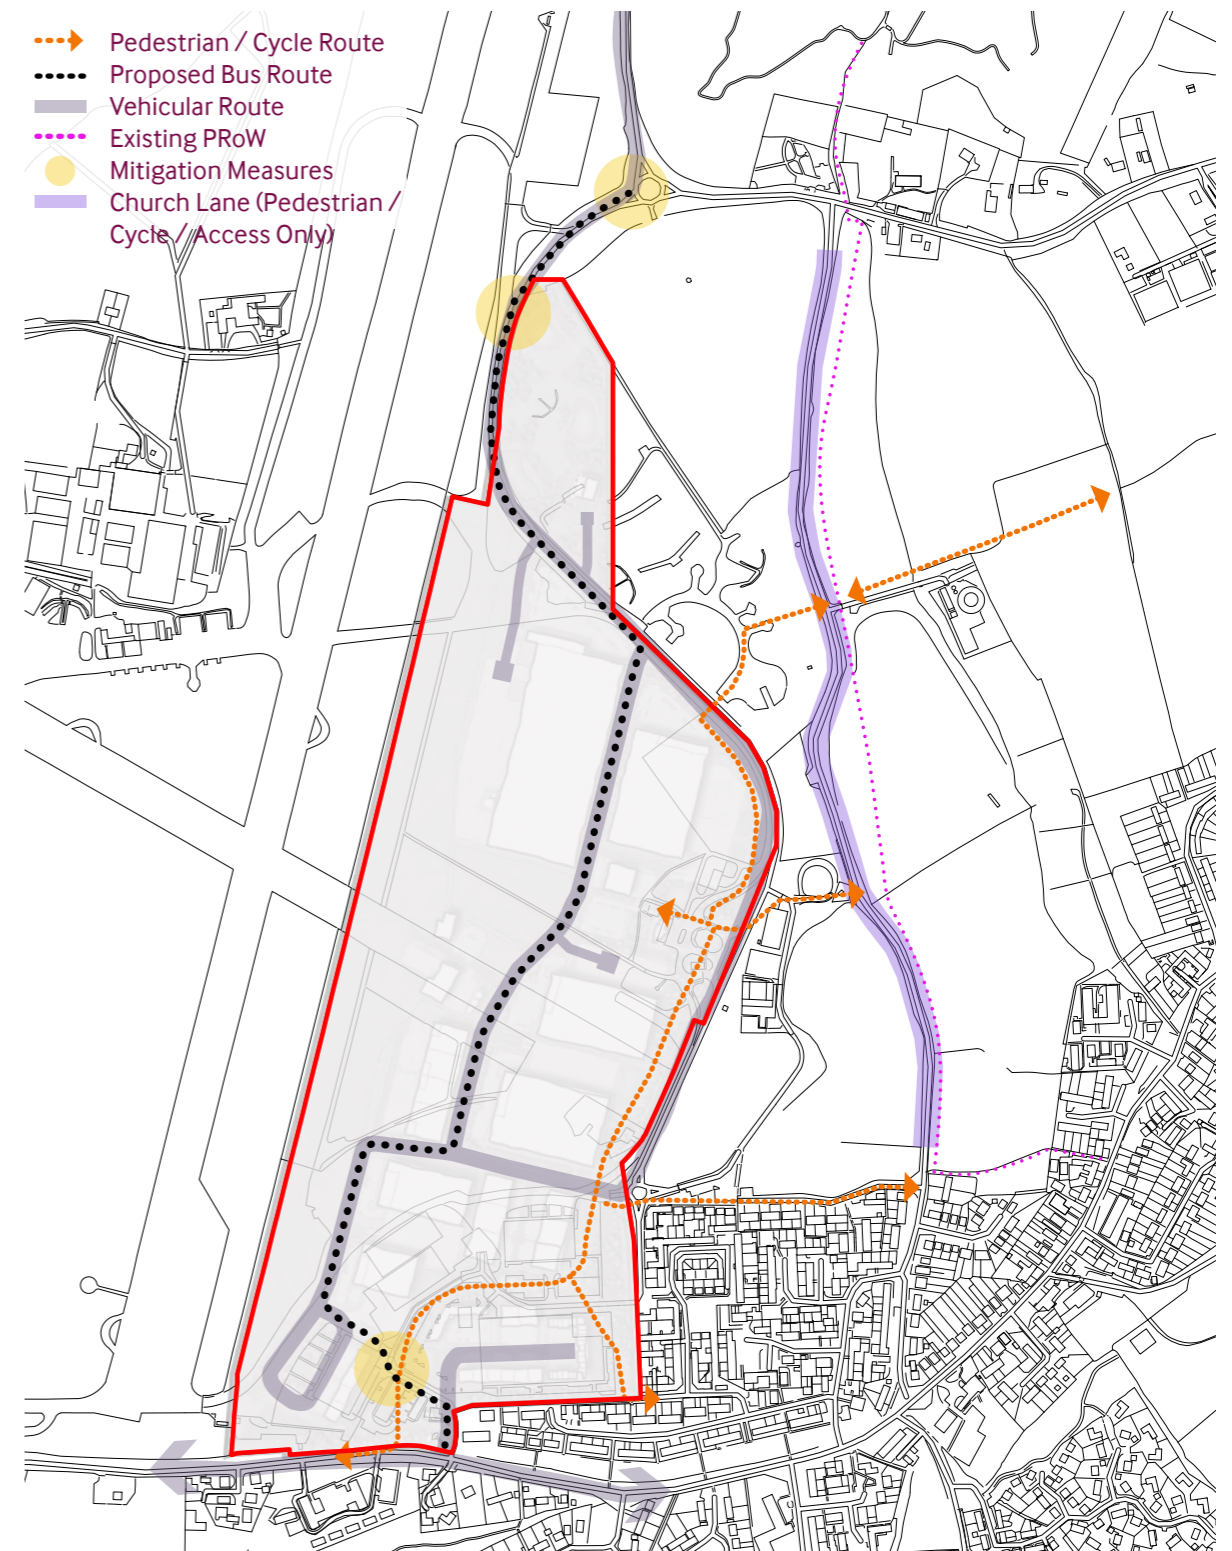 Pedestrian / Cycle Route
Proposed Bus Route
Vehicular Route
Existing PRoW
Mitigation Measures
Church Lane (Pedestrian /
Cycle / Access Only)